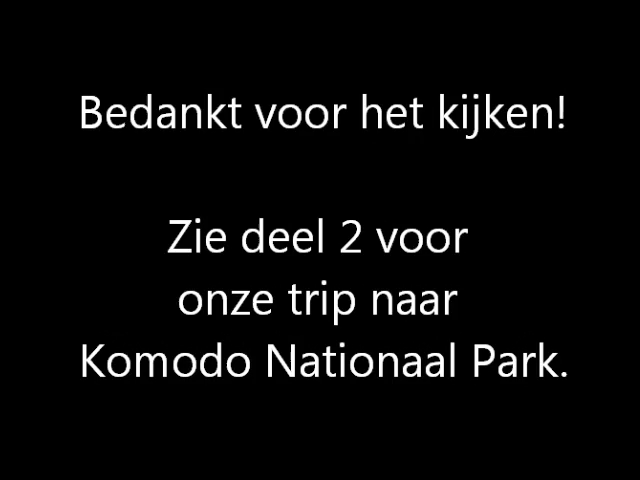 Bedankt voor het kijken!
Zie deel 2 voor
onze trip naar
Komodo Nationaal Park.